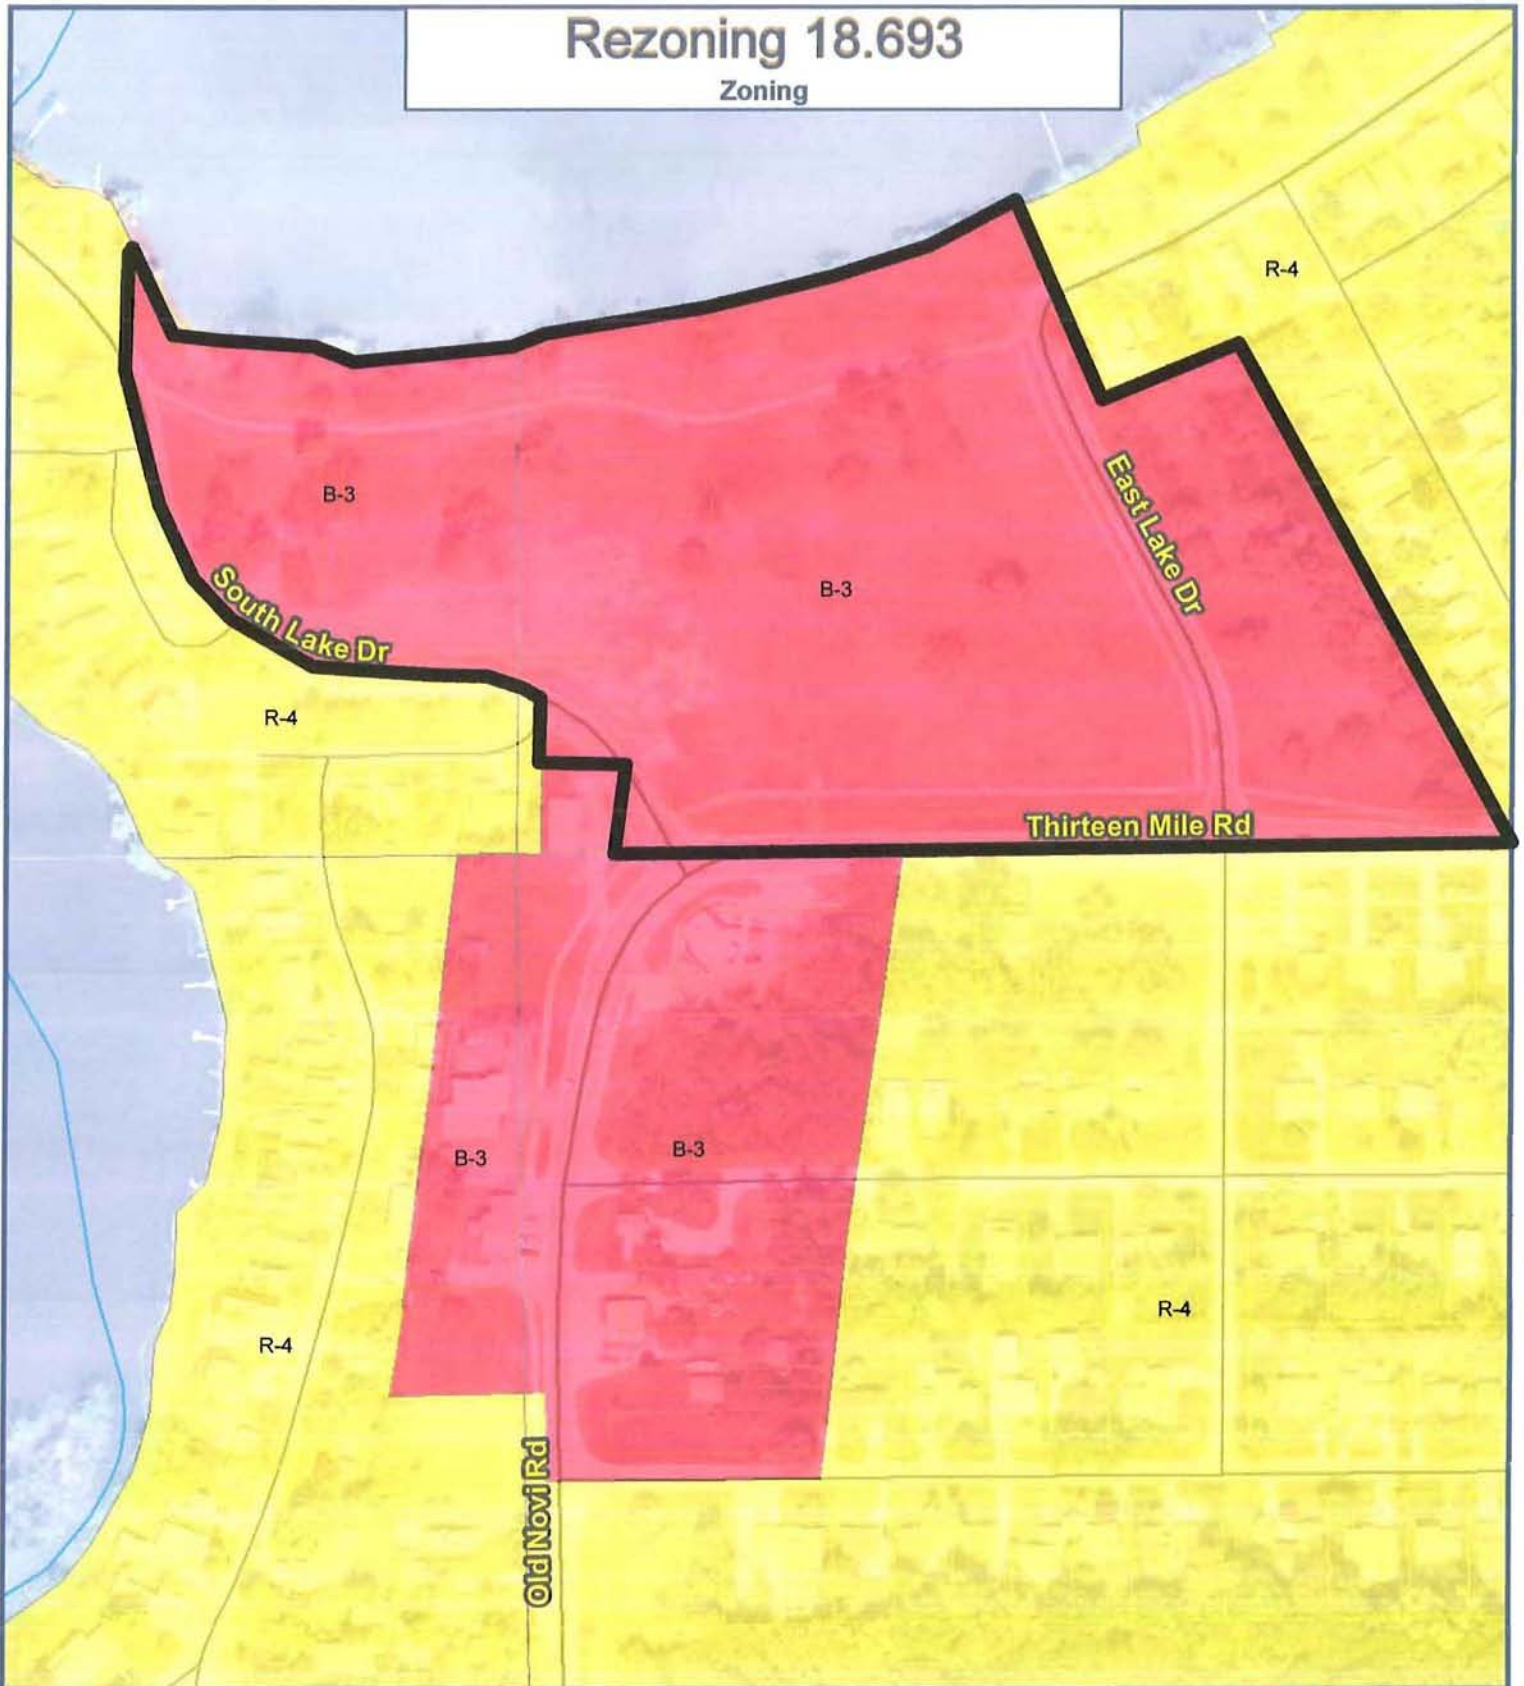 Rezoning 18.693
Zoning
R-4
B-3
East Lake Dr
B-3
South Lake Dr
R-4
Thirteen Mile Rd
B-3
B-3
R-4
R-4
Old Novi Rd